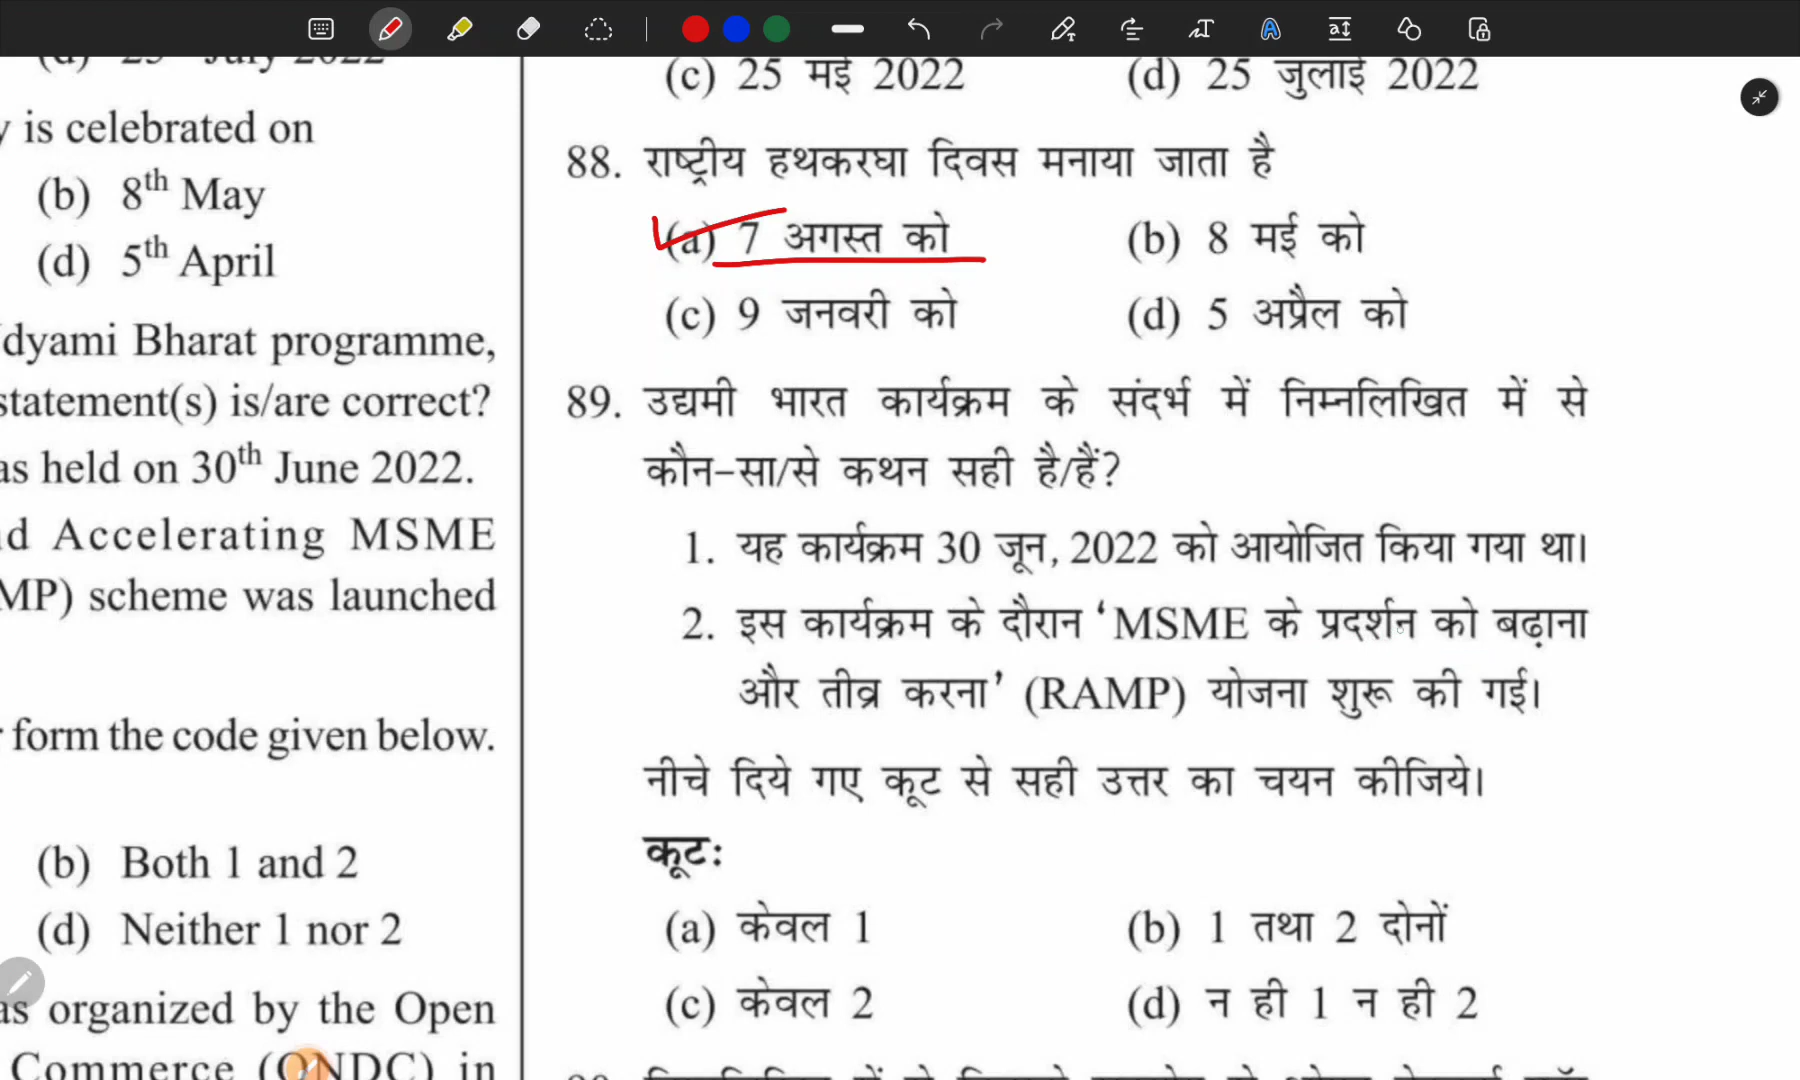 y is celebrated on
(b) 8th May
(d) 5th April
dyami Bharat programme,
statement(s) is/are correct?
as held on 30th June 2022.
d Accelerating MSME
MP) scheme was launched
form the code given below.
(b) Both 1 and 2
(d) Neither 1 nor 2
as organized by the Open
Commerce (ONDC) in
(c) 25 मई 2022 (d) 25 जुलाई 2022
88. राष्ट्रीय हथकरघा दिवस मनाया जाता है
(a) 7 अगस्त को (b) 8 मई को
(c) 9 जनवरी को (d) 5 अप्रैल को
89. उद्यमी भारत कार्यक्रम के संदर्भ में निम्नलिखित में से
कौन-सा/से कथन सही है/हैं?
1. यह कार्यक्रम 30 जून, 2022 को आयोजित किया गया था।
2. इस कार्यक्रम के दौरान ‘MSME के प्रदर्शन को बढ़ाना
और तीव्र करना’ (RAMP) योजना शुरू की गई।
नीचे दिये गए कूट से सही उत्तर का चयन कीजिये।
कूट:
(a) केवल 1 (b) 1 तथा 2 दोनों
(c) केवल 2 (d) न ही 1 न ही 2